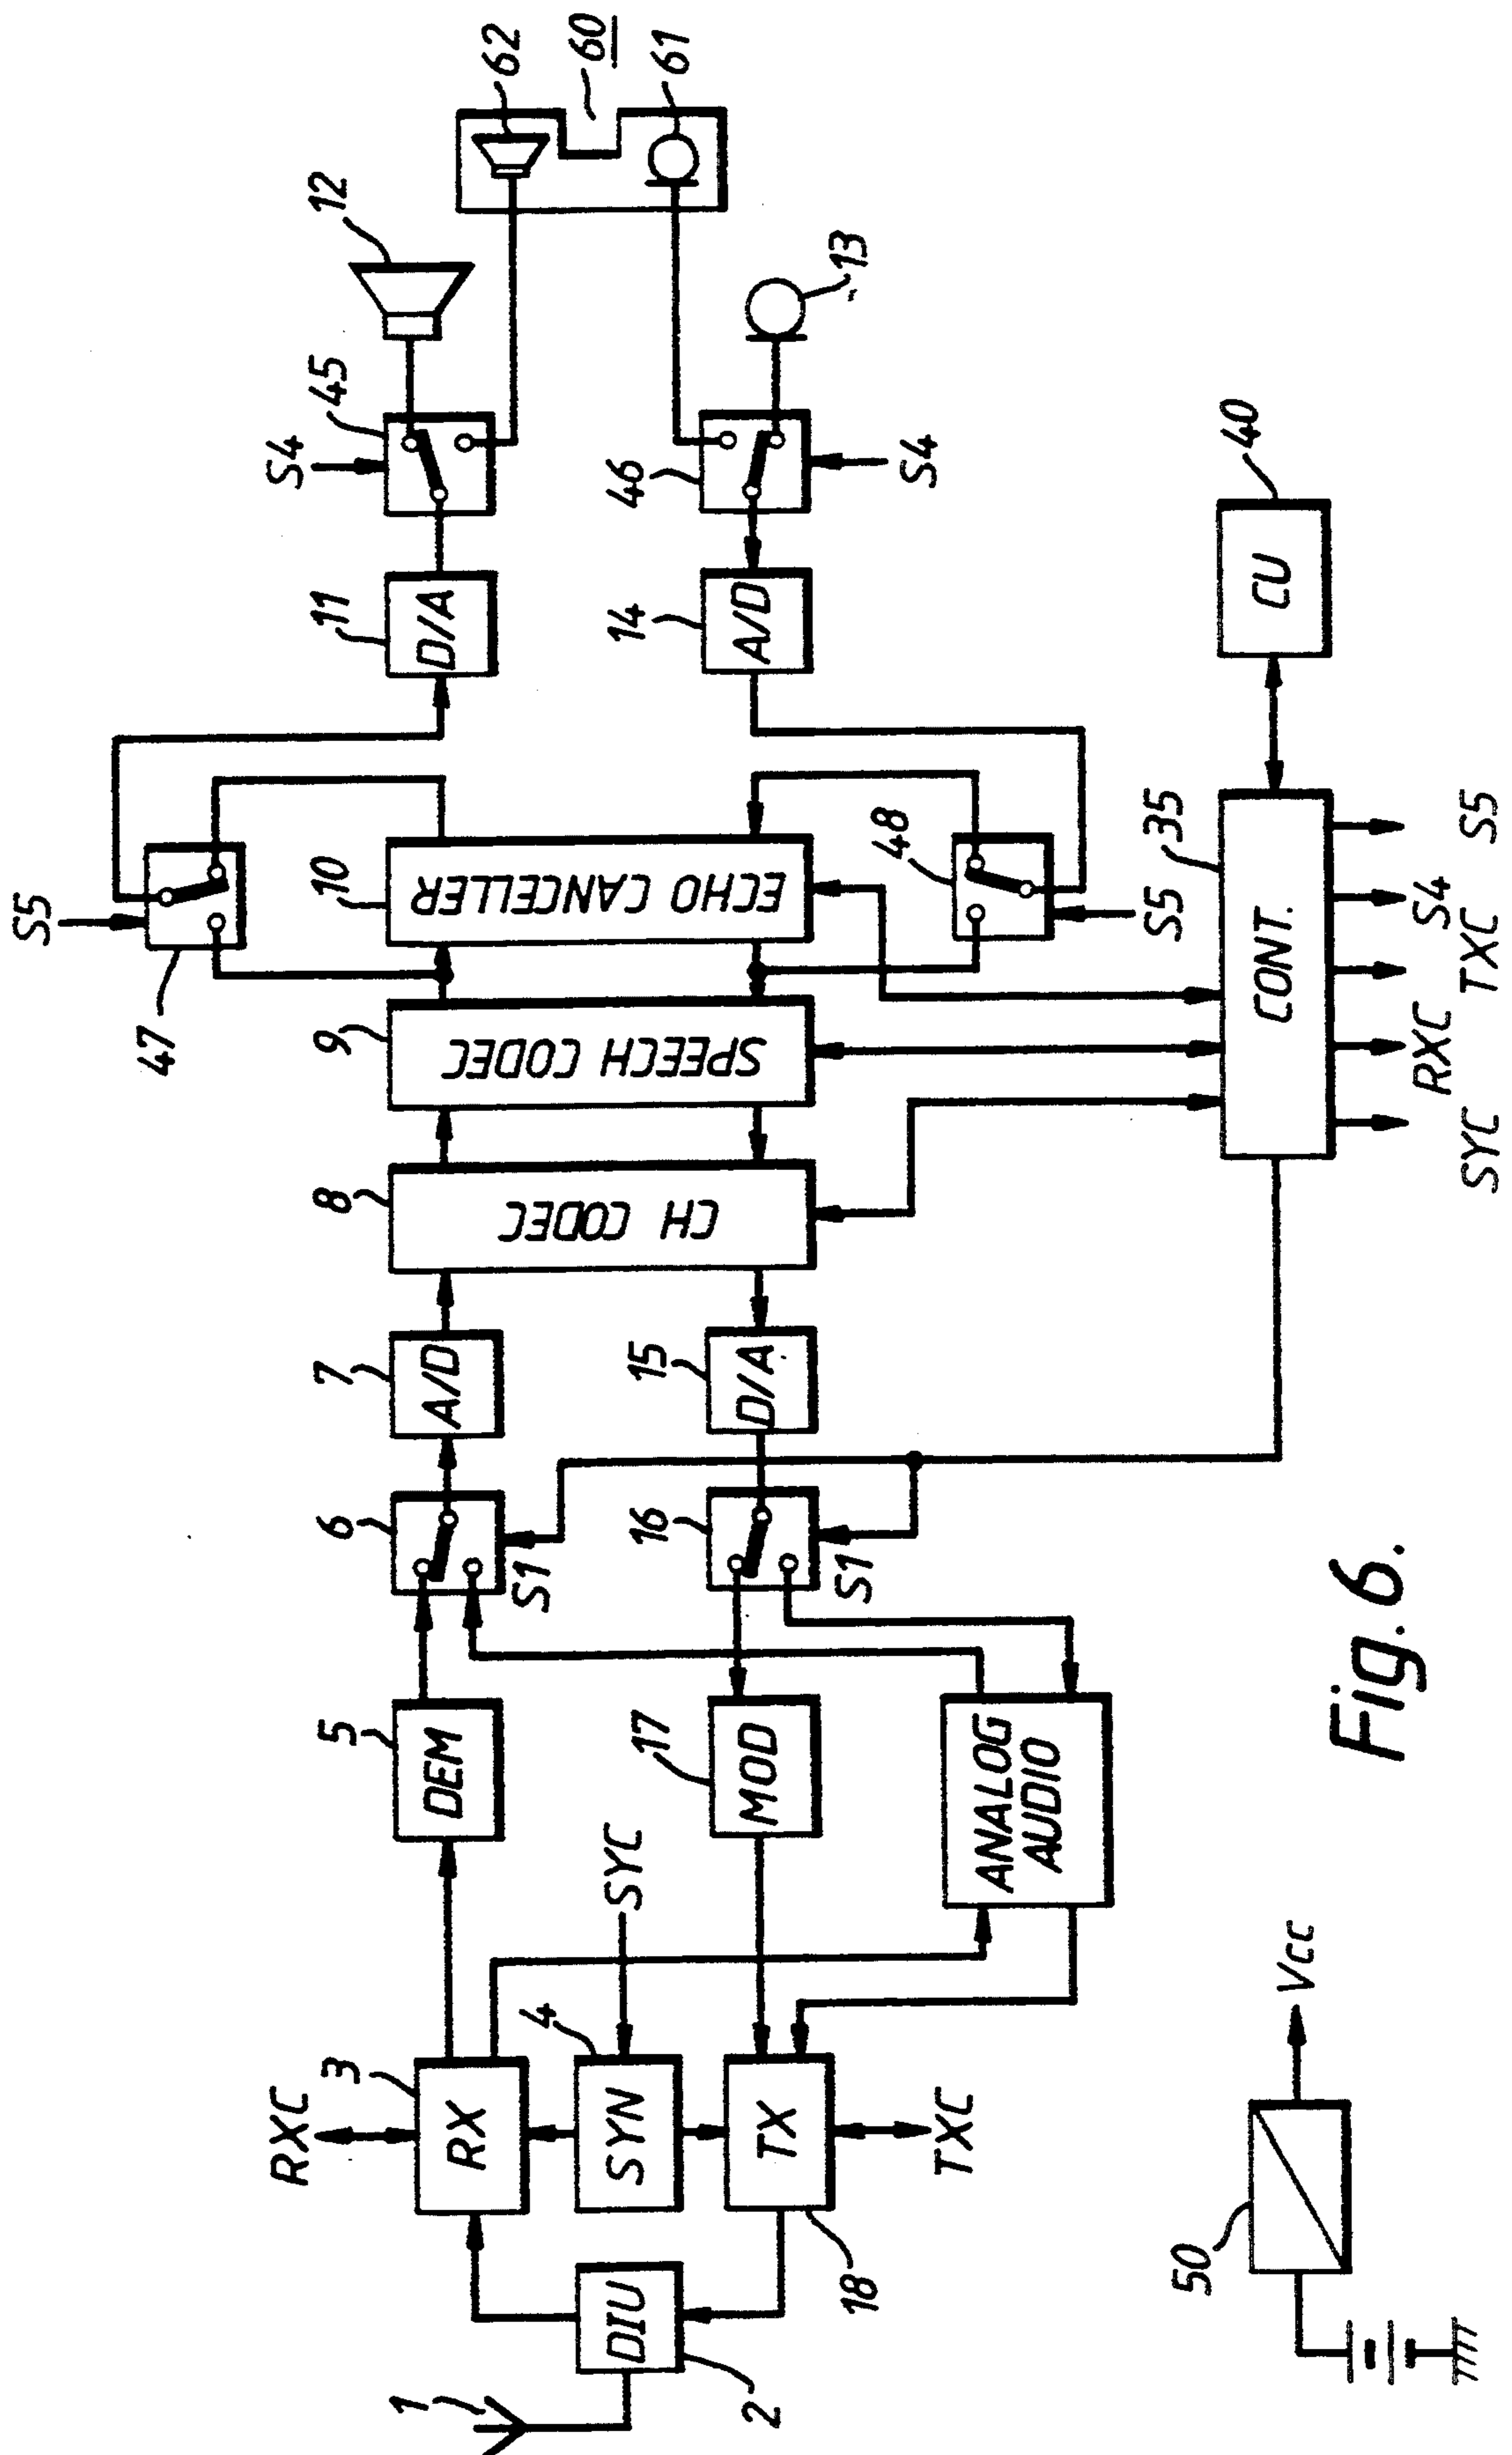 S5
47
S4
12
62
60
61
45
11
D/A
10
ECHO CANCELLER
9
SPEECH CODEC
8
CH CODEC
7
A/D
6
S1
5
DEM
RXC
3
RX
1
DIU
2
4
SYN
SYC
TX
18
TXC
17
MOD
16
S1
15
D/A
14
A/D
46
S4
13
48
S5
ANALOG
AUDIO
35
CONT.
40
CU
SYC
RXC
TXC
S4
S5
50
Vcc
Fig. 6.